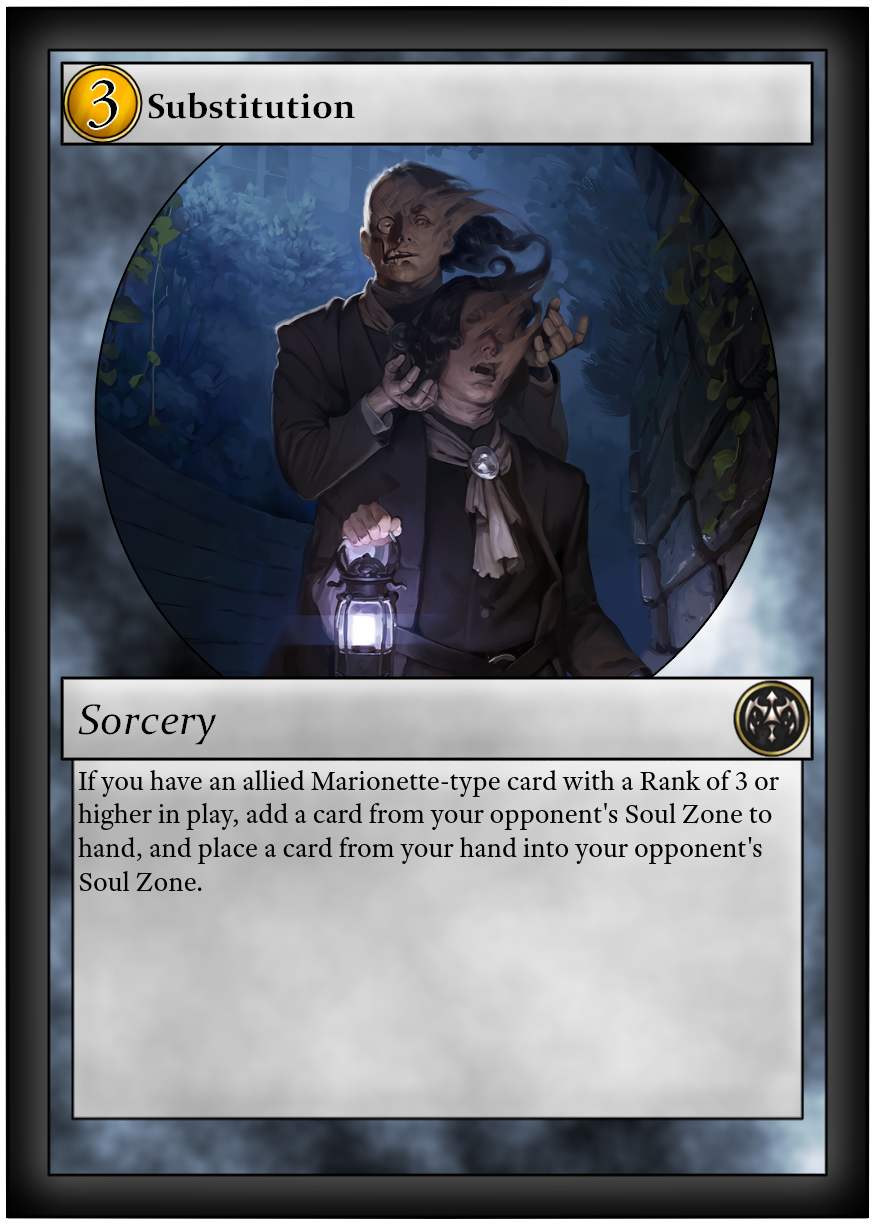 3 Substitution
Sorcery
If you have an allied Marionette-type card with a Rank of 3 or
higher in play, add a card from your opponent's Soul Zone to
hand, and place a card from your hand into your opponent's
Soul Zone.